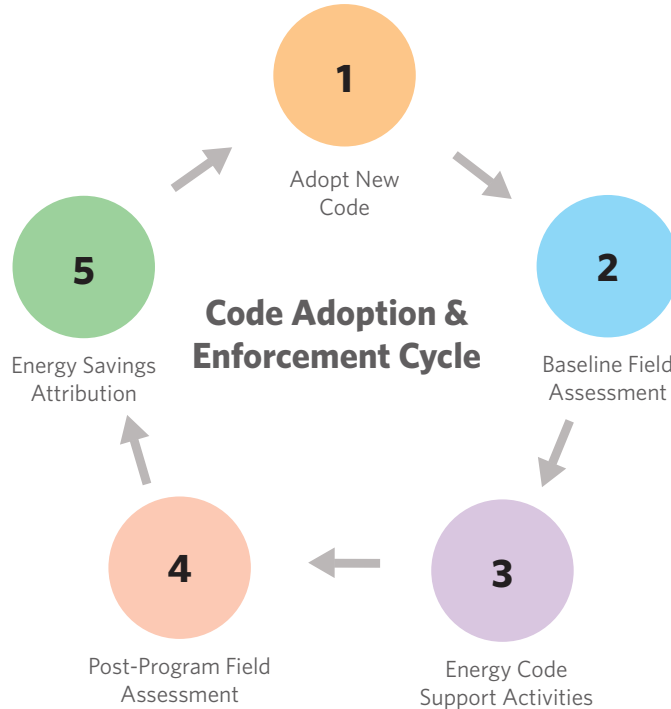 1
Adopt New
Code
2
Baseline Field
Assessment
3
Energy Code
Support Activities
4
Post-Program Field
Assessment
5
Energy Savings
Attribution
Code Adoption &
Enforcement Cycle